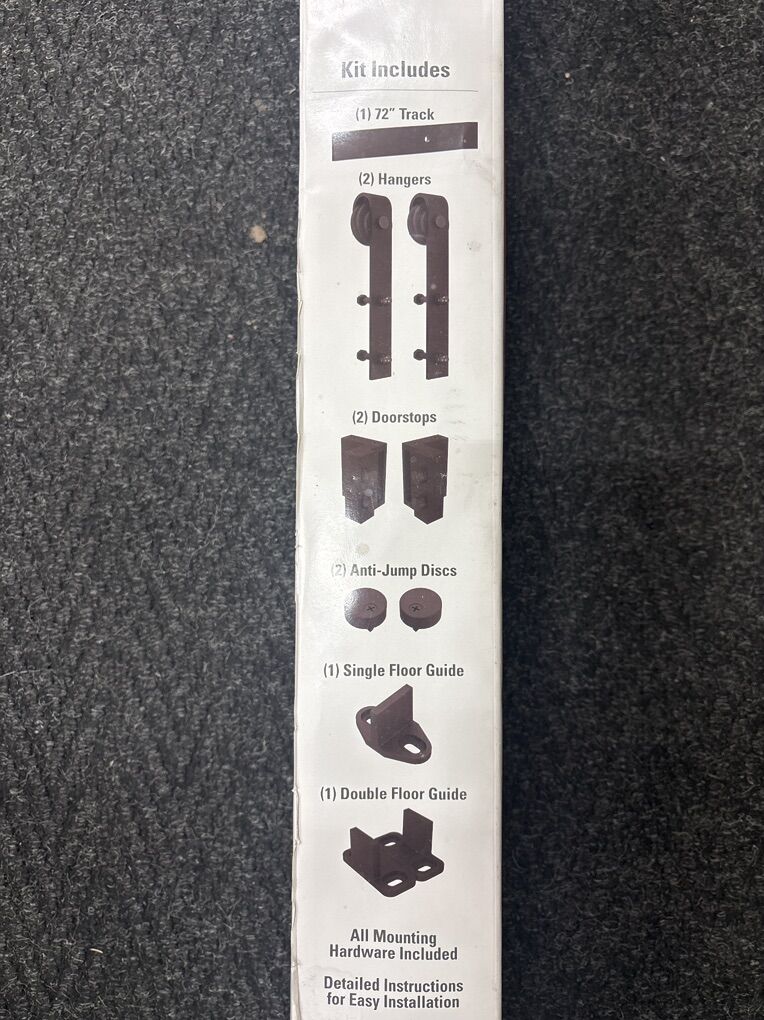 Kit Includes
(1) 72" Track
(2) Hangers
(2) Doorstops
(2) Anti-Jump Discs
(1) Single Floor Guide
(1) Double Floor Guide
All Mounting
Hardware Included
Detailed Instructions
for Easy Installation